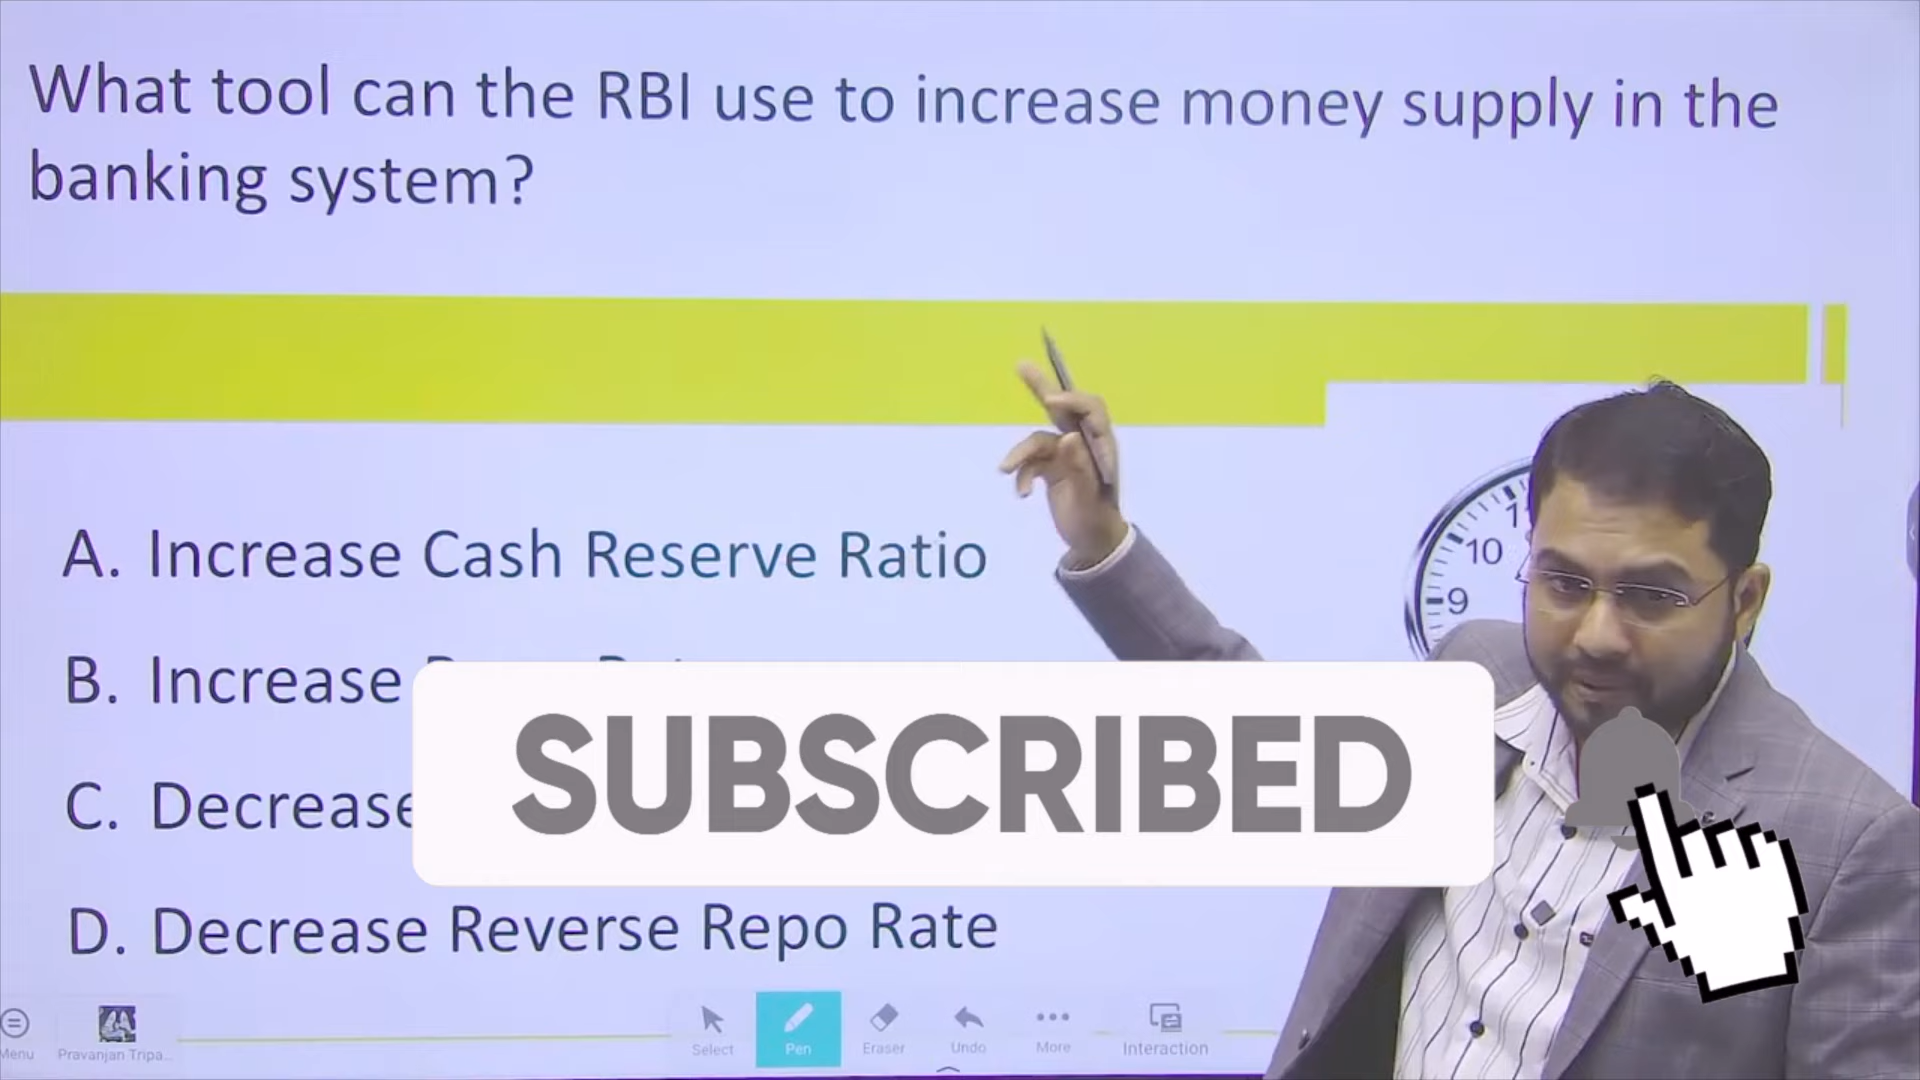 What tool can the RBI use to increase money supply in the
banking system?
A. Increase Cash Reserve Ratio
10
9
B. Increase
SUBSCRIBED
C. Decrease
D. Decrease Reverse Repo Rate
Menu
Pravanjan Tripa...
Select
Pen
Eraser
Undo
More
Interaction